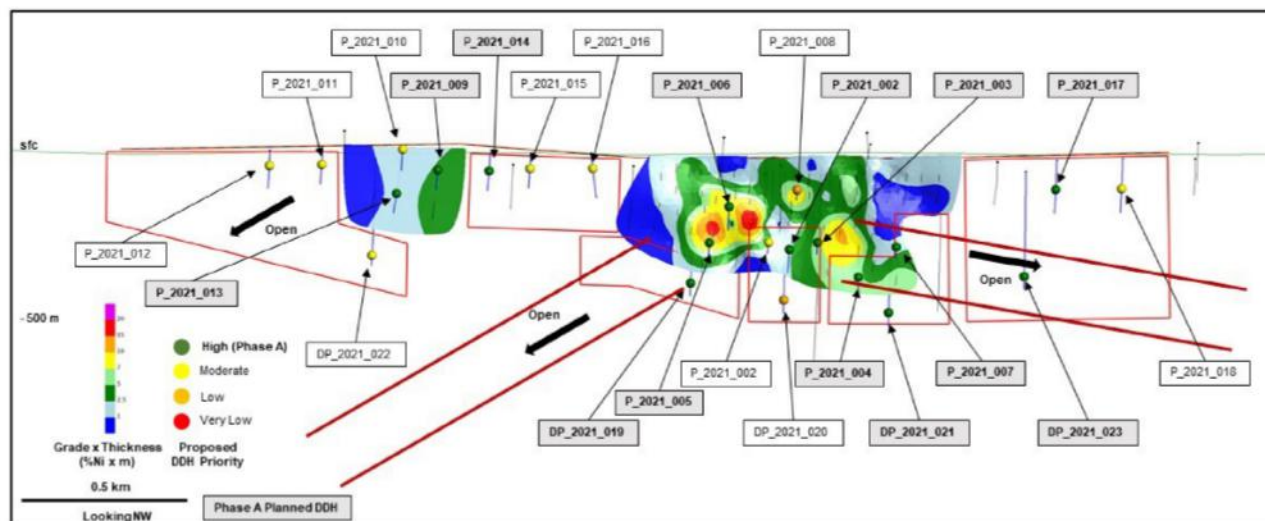 P_2021_010
P_2021_014
P_2021_016
P_2021_008
P_2021_011
P_2021_009
P_2021_015
P_2021_006
P_2021_002
P_2021_003
P_2021_017
sfc
Open
P_2021_012
Open
P_2021_013
- 500 m
Open
DP_2021_022
P_2021_002
P_2021_004
P_2021_007
P_2021_018
P_2021_005
DP_2021_019
DP_2021_020
DP_2021_021
DP_2021_023
High (Phase A)
Moderate
Low
Very Low
Grade x Thickness
(%Ni x m)
Proposed
DDH Priority
0.5 km
Looking NW
Phase A Planned DDH